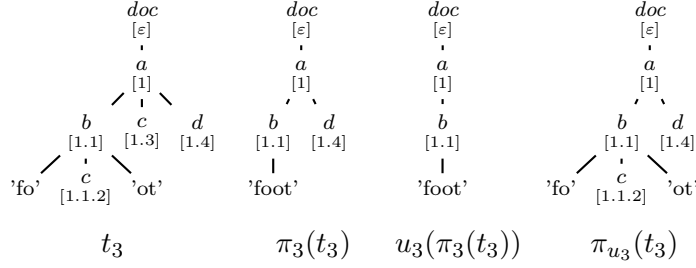 doc doc doc doc
[ε] [ε] [ε] [ε]
a a a a
[1] [1] [1] [1]
b c d b d b b d
[1.1] [1.3] [1.4] [1.1] [1.4] [1.1] [1.1] [1.4]
'fo' c 'ot' 'foot' 'foot' 'fo' c 'ot'
[1.1.2] [1.1.2]
t₃ π₃(t₃) u₃(π₃(t₃)) π_{u₃}(t₃)